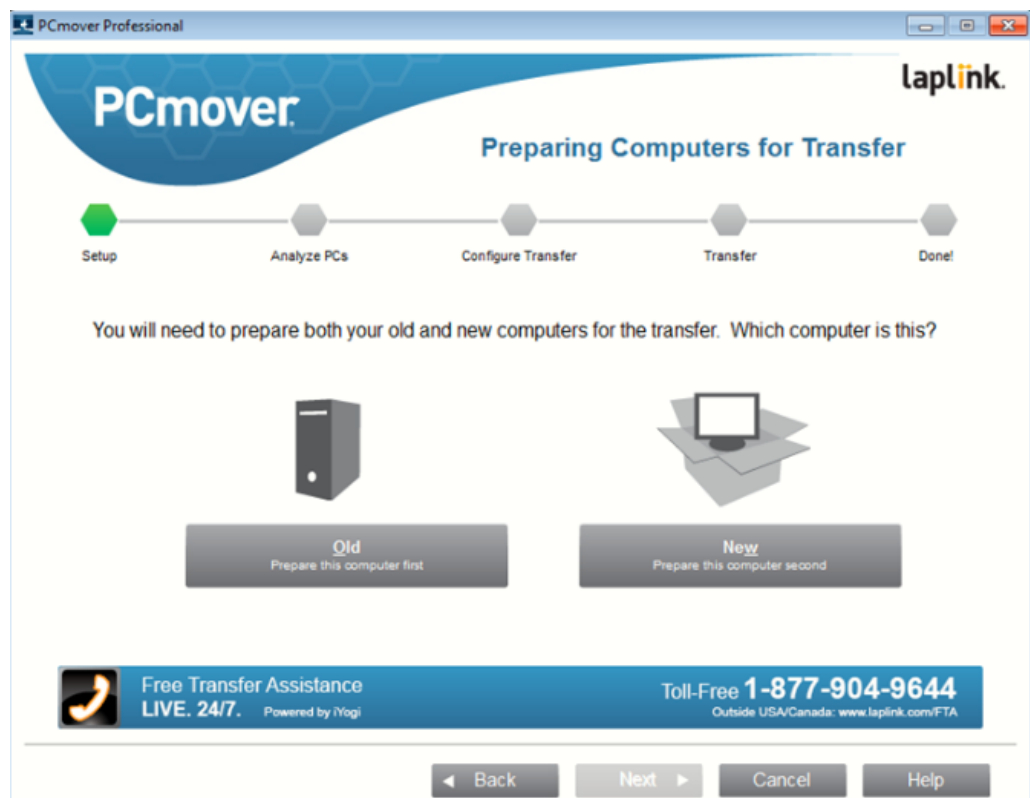 PCmover Professional
PCmover
laplink.
Preparing Computers for Transfer
Setup
Analyze PCs
Configure Transfer
Transfer
Done!
You will need to prepare both your old and new computers for the transfer. Which computer is this?
Old
Prepare this computer first
New
Prepare this computer second
Free Transfer Assistance
LIVE. 24/7. Powered by iYogi
Toll-Free 1-877-904-9644
Outside USA/Canada: www.laplink.com/FTA
Back
Next
Cancel
Help